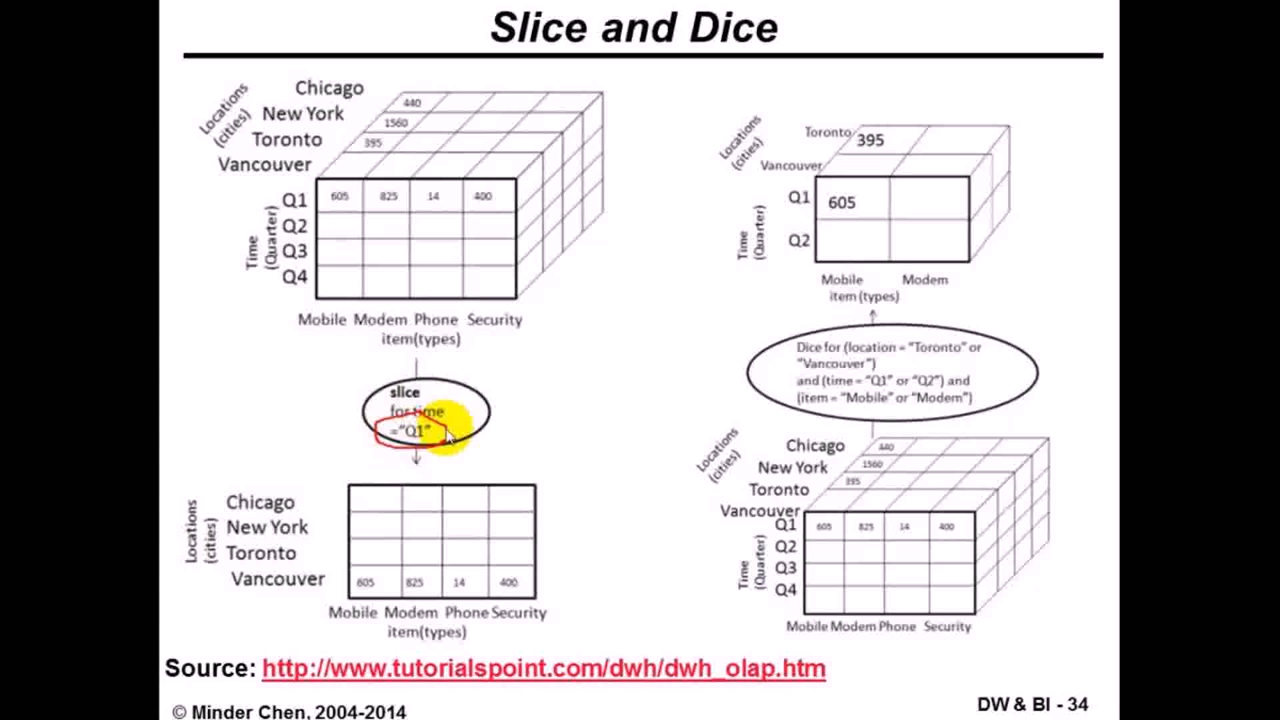 Slice and Dice
Locations
(cities)
Chicago
New York
Toronto
Vancouver
440
1560
395
Time
(Quarter)
Q1
Q2
Q3
Q4
605 825 14 400
Mobile Modem Phone Security
item(types)
slice
for time
="Q1"
Locations
(cities)
Chicago
New York
Toronto
Vancouver
605 825 14 400
Mobile Modem Phone Security
item(types)
Locations
(cities)
Toronto
395
Vancouver
Time
(Quarter)
Q1
605
Q2
Mobile Modem
item (types)
Dice for (location = "Toronto" or
"Vancouver")
and (time = "Q1" or "Q2") and
(item = "Mobile" or "Modem")
Locations
(cities)
Chicago
New York
Toronto
Vancouver
440
1560
395
Time
(Quarter)
Q1
Q2
Q3
Q4
605 825 14 400
Mobile Modem Phone Security
item(types)
Source: http://www.tutorialspoint.com/dwh/dwh_olap.htm
© Minder Chen, 2004-2014
DW & BI - 34